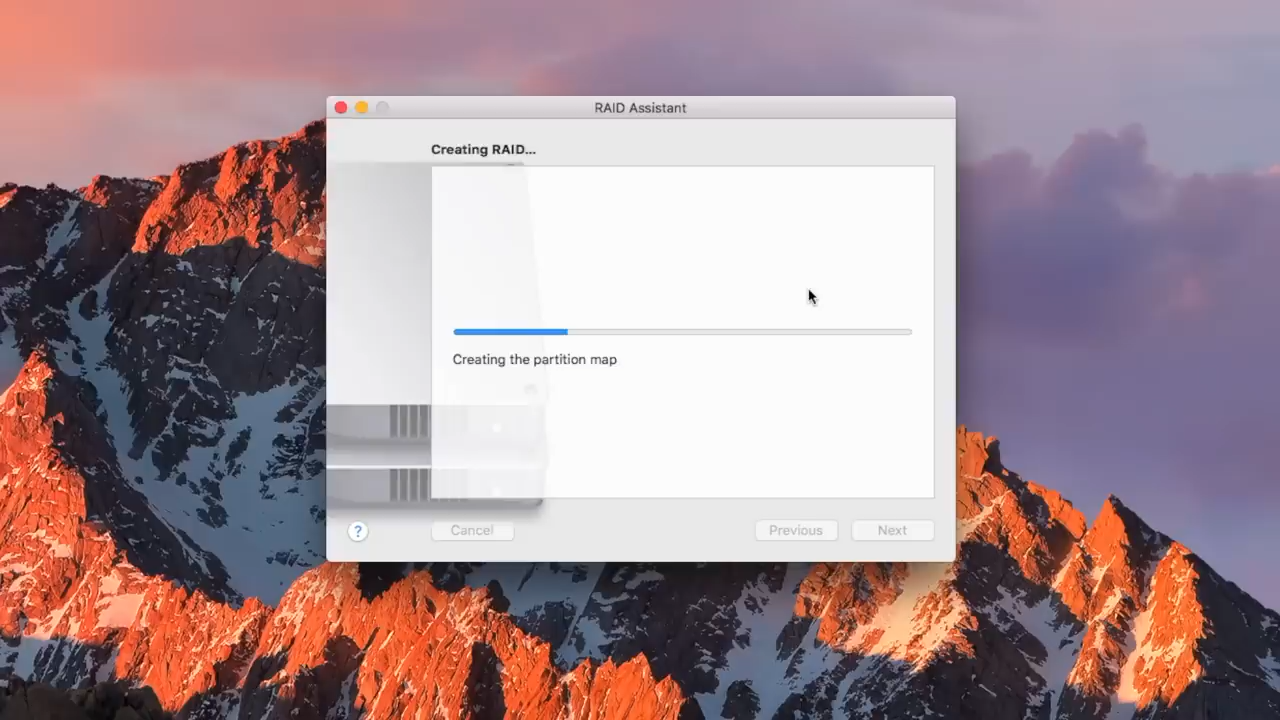 RAID Assistant
Creating RAID...
Creating the partition map
?
Cancel
Previous
Next